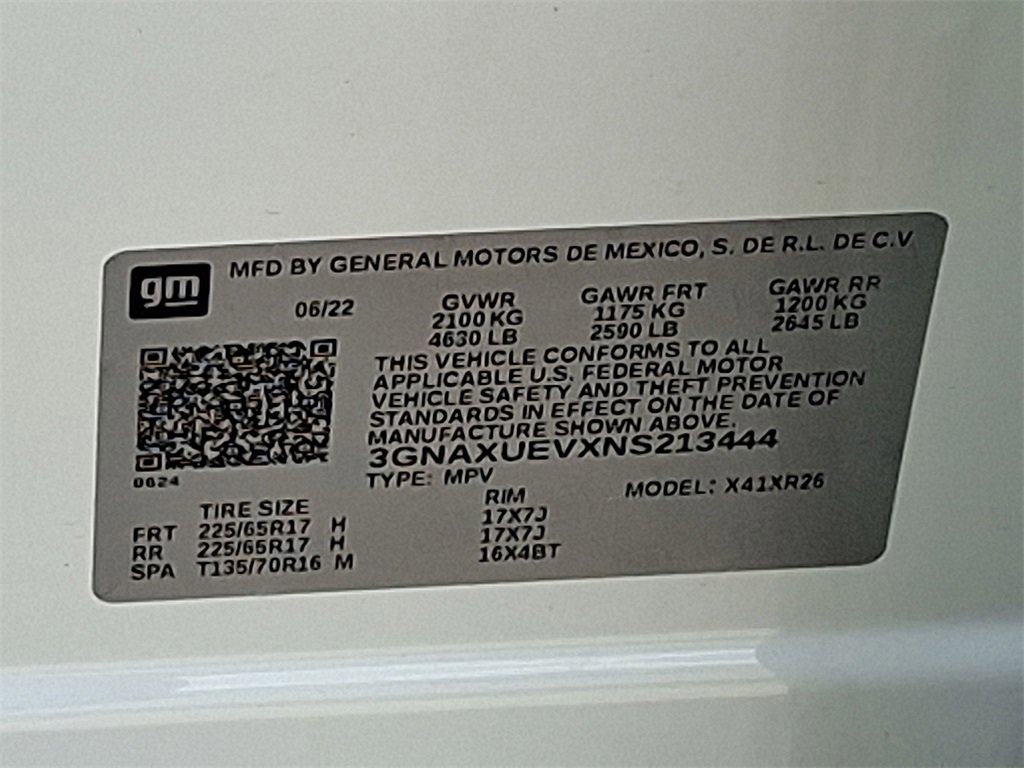 gm MFD BY GENERAL MOTORS DE MEXICO, S. DE R.L. DE C.V
06/22 GVWR GAWR FRT GAWR RR
2100 KG 1175 KG 1200 KG
4630 LB 2590 LB 2645 LB
THIS VEHICLE CONFORMS TO ALL
APPLICABLE U.S. FEDERAL MOTOR
VEHICLE SAFETY AND THEFT PREVENTION
STANDARDS IN EFFECT ON THE DATE OF
MANUFACTURE SHOWN ABOVE.
3GNAXUEVXNS213444
0624
TYPE: MPV MODEL: X41XR26
TIRE SIZE RIM
FRT 225/65R17 H 17X7J
RR 225/65R17 H 17X7J
SPA T135/70R16 M 16X4BT